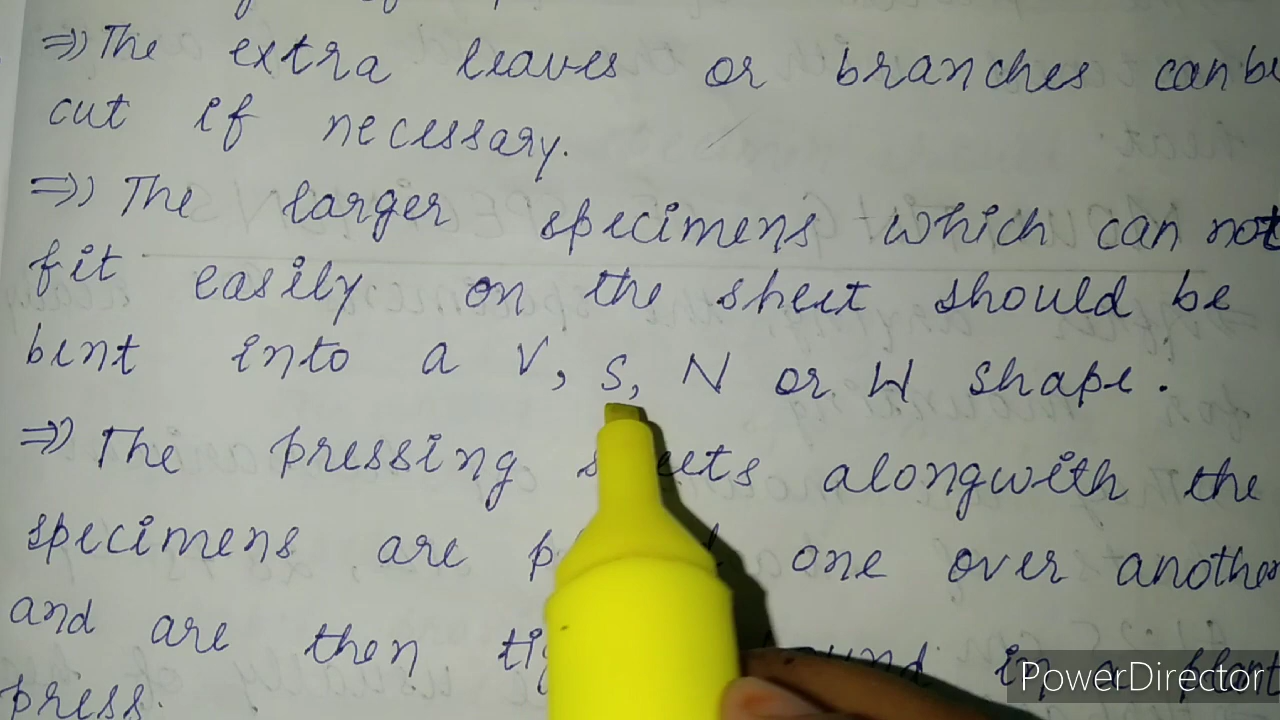 =>) The extra leaves or branches can be
cut if necessary.
=>) The larger specimens which can not
fit easily on the sheet should be
bent into a V, S, N or W shape.
=>) The pressing alongwith the
specimens are one over another
and are then in a plant
press.
PowerDirector